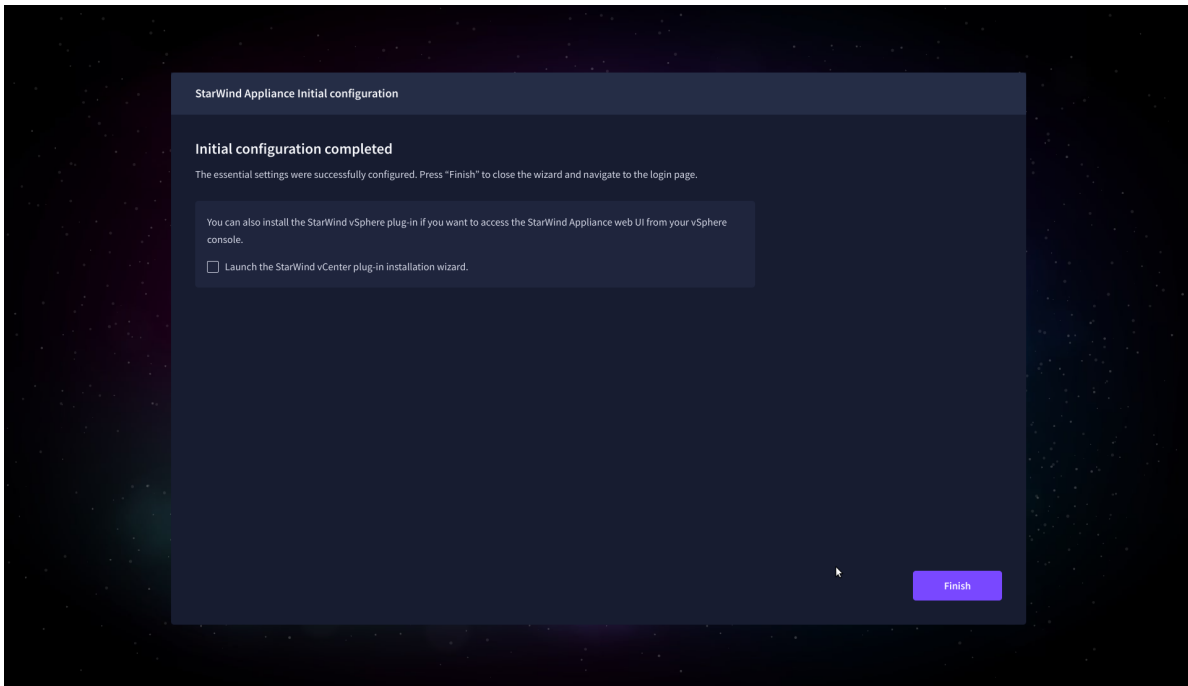 StarWind Appliance Initial configuration
Initial configuration completed
The essential settings were successfully configured. Press “Finish” to close the wizard and navigate to the login page.
You can also install the StarWind vSphere plug-in if you want to access the StarWind Appliance web UI from your vSphere
console.
Launch the StarWind vCenter plug-in installation wizard.
Finish